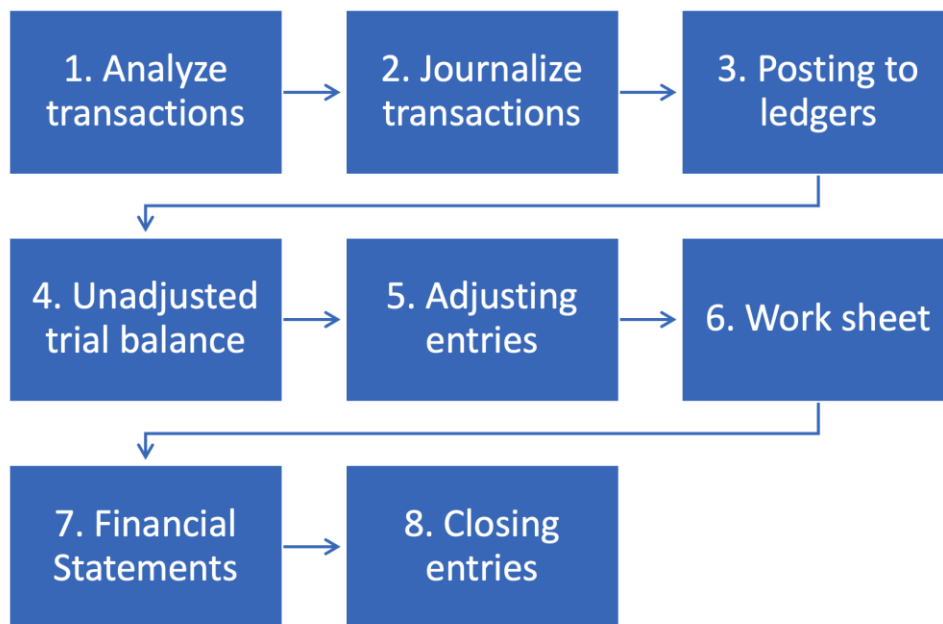 1. Analyze
transactions
2. Journalize
transactions
3. Posting to
ledgers
4. Unadjusted
trial balance
5. Adjusting
entries
6. Work sheet
7. Financial
Statements
8. Closing
entries